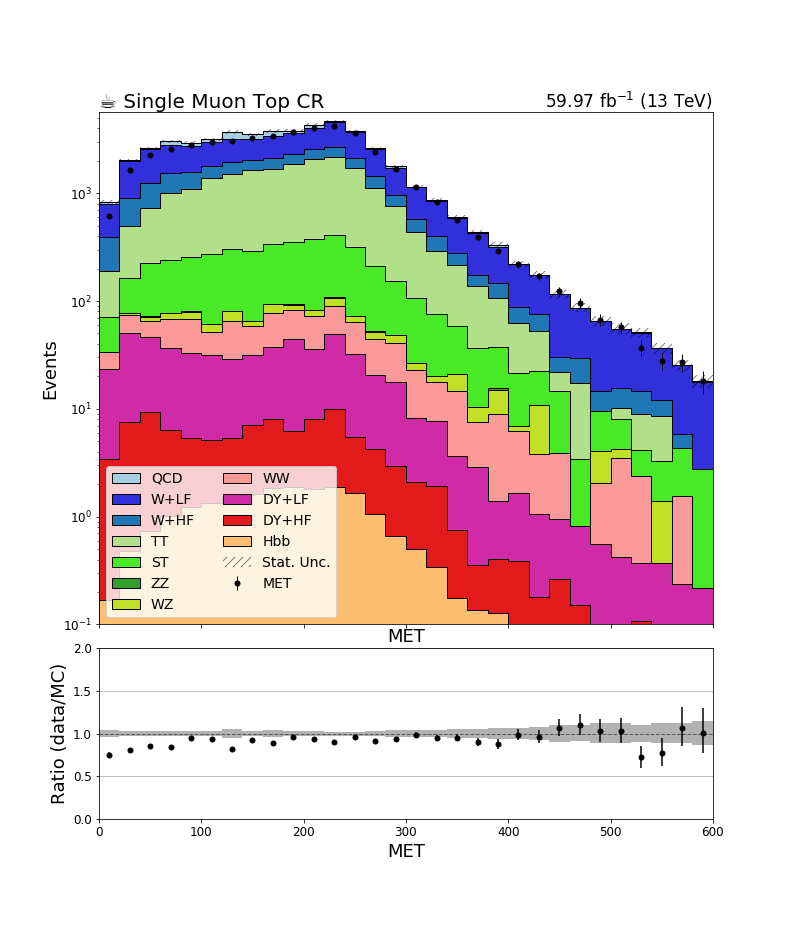 ☕ Single Muon Top CR 59.97 fb⁻¹ (13 TeV)
Events
10³
10²
10¹
10⁰
10⁻¹
QCD WW
W+LF DY+LF
W+HF DY+HF
TT Hbb
ST Stat. Unc.
ZZ MET
WZ
MET
Ratio (data/MC)
2.0
1.5
1.0
0.5
0.0
0 100 200 300 400 500 600
MET